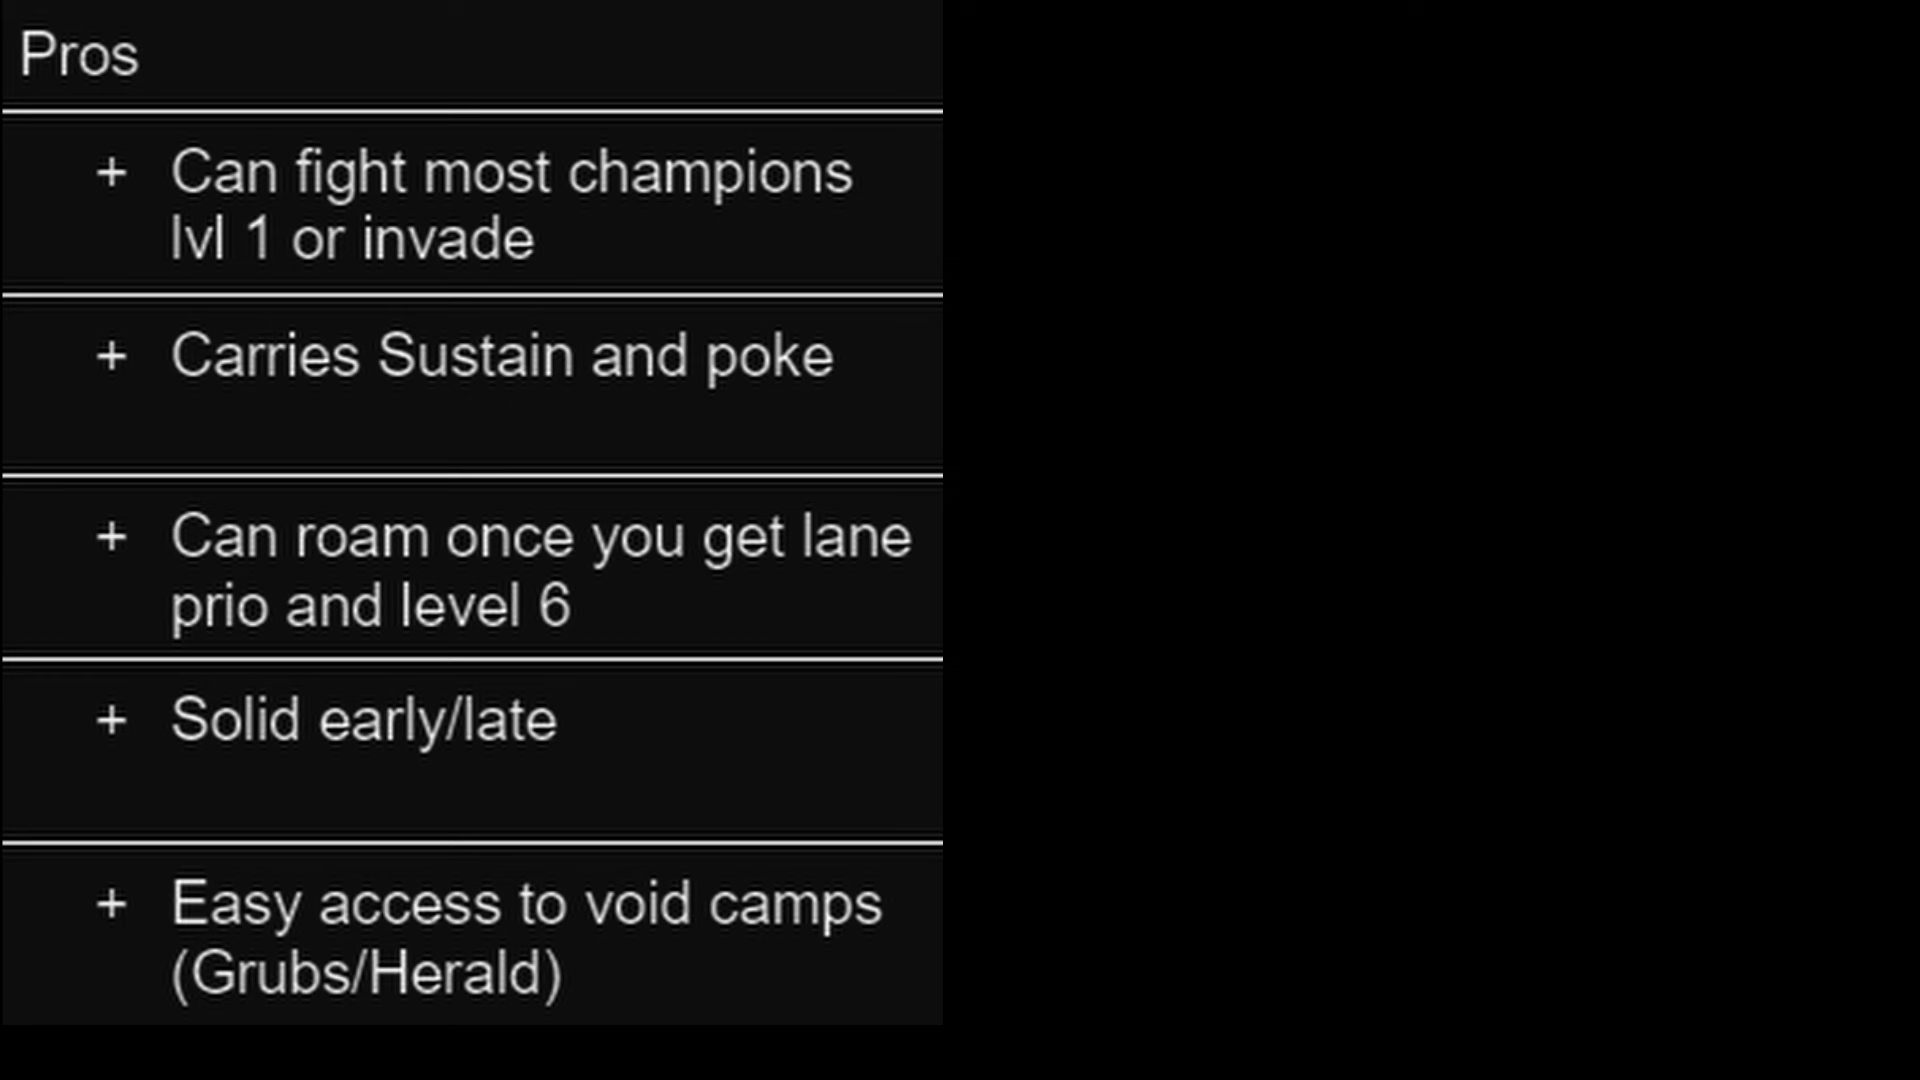 Pros
+ Can fight most champions
lvl 1 or invade
+ Carries Sustain and poke
+ Can roam once you get lane
prio and level 6
+ Solid early/late
+ Easy access to void camps
(Grubs/Herald)